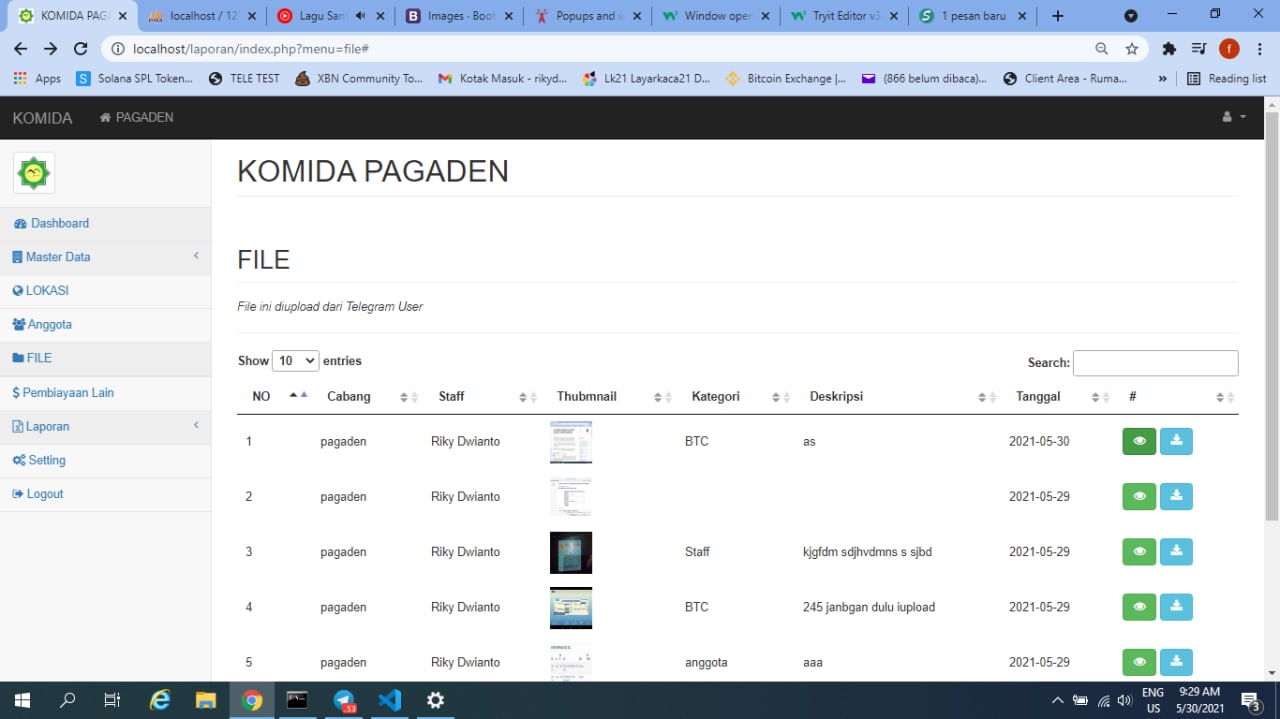 KOMIDA PAGA
localhost / 12
Lagu Sant
Images · Boot
Popups and w
Window open
Tryit Editor v3
1 pesan baru
localhost/laporan/index.php?menu=file#
f
Apps
Solana SPL Token...
TELE TEST
XBN Community To...
Kotak Masuk - rikyd...
Lk21 Layarkaca21 D...
Bitcoin Exchange |...
(866 belum dibaca)...
Client Area - Ruma...
»
Reading list
KOMIDA
PAGADEN
KOMIDA PAGADEN
Dashboard
Master Data
LOKASI
Anggota
FILE
Pembiayaan Lain
Laporan
Setting
Logout
FILE
File ini diupload dari Telegram User
Show 10 entries
Search:
NO Cabang Staff Thubmnail Kategori Deskripsi Tanggal #
1 pagaden Riky Dwianto BTC as 2021-05-30
2 pagaden Riky Dwianto 2021-05-29
3 pagaden Riky Dwianto Staff kjgfdm sdjhvdmns s sjbd 2021-05-29
4 pagaden Riky Dwianto BTC 245 janbgan dulu iupload 2021-05-29
5 pagaden Riky Dwianto anggota aaa 2021-05-29
53
ENG
US
9:29 AM
5/30/2021
3